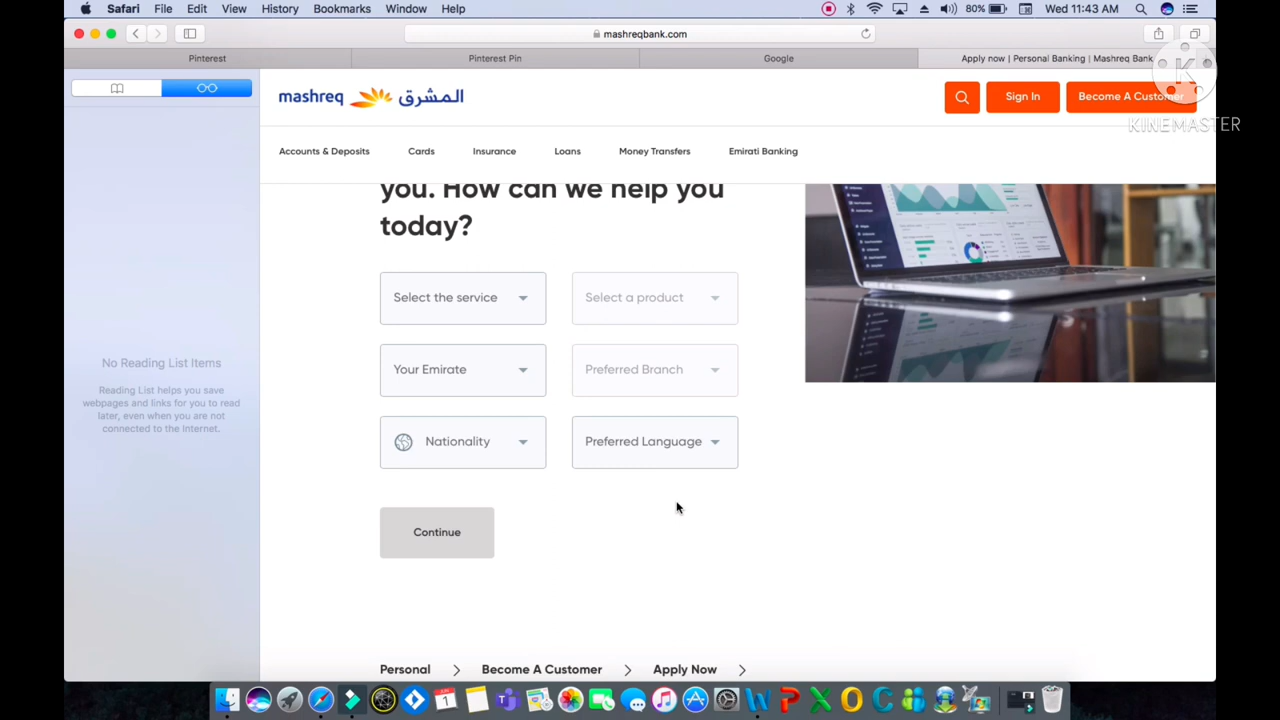 Safari File Edit View History Bookmarks Window Help 80% Wed 11:43 AM
mashreqbank.com
Pinterest Pinterest Pin Google Apply now | Personal Banking | Mashreq Bank
K
KINEMASTER
mashreq المشرق
Sign In Become A Customer
Accounts & Deposits Cards Insurance Loans Money Transfers Emirati Banking
you. How can we help you
today?
Select the service Select a product
Your Emirate Preferred Branch
Nationality Preferred Language
Continue
No Reading List Items
Reading List helps you save
webpages and links for you to read
later, even when you are not
connected to the Internet.
Personal Become A Customer Apply Now